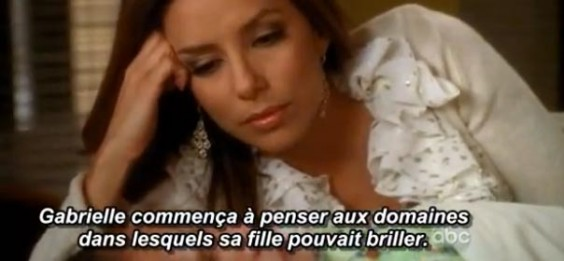 Gabrielle commença à penser aux domaines
dans lesquels sa fille pouvait briller.
abc